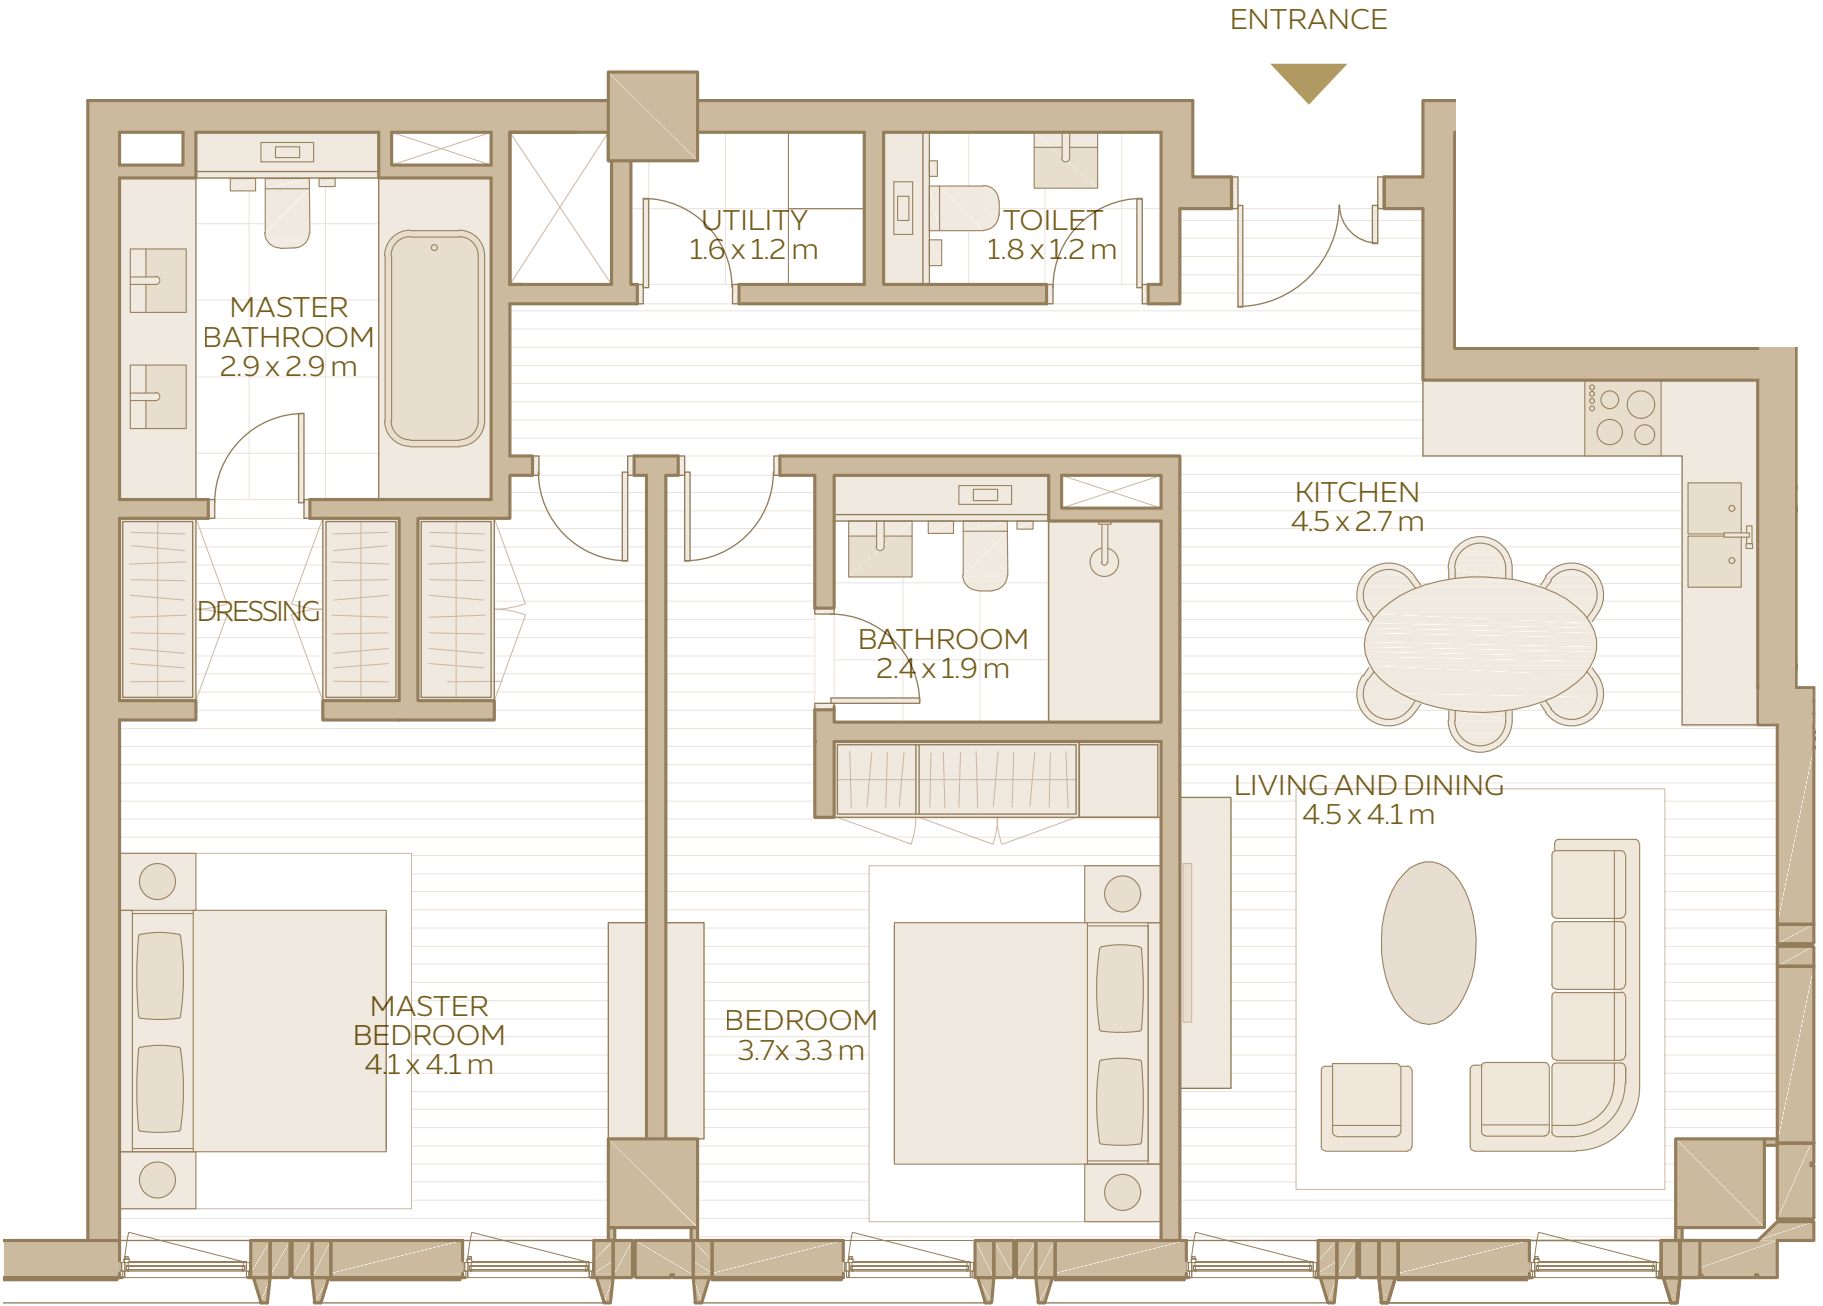 ENTRANCE
UTILITY
1.6 x 1.2 m
TOILET
1.8 x 1.2 m
MASTER
BATHROOM
2.9 x 2.9 m
KITCHEN
4.5 x 2.7 m
DRESSING
BATHROOM
2.4 x 1.9 m
LIVING AND DINING
4.5 x 4.1 m
MASTER
BEDROOM
4.1 x 4.1 m
BEDROOM
3.7x 3.3 m